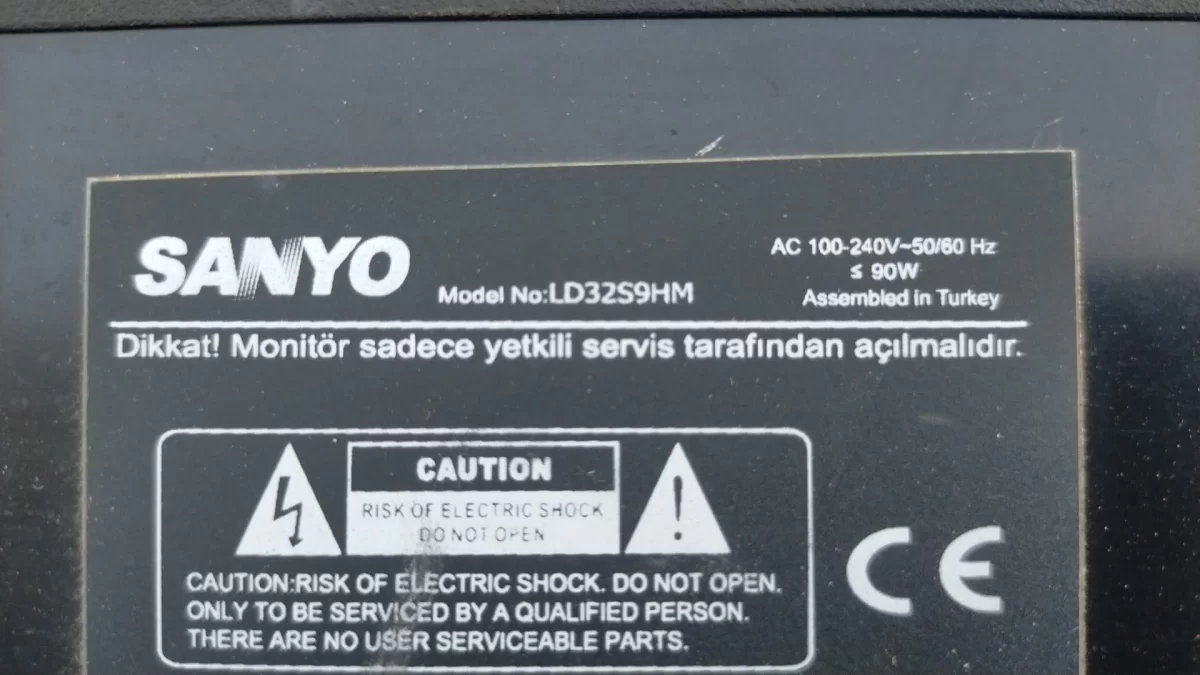 SANYO
Model No:LD32S9HM
AC 100-240V~50/60 Hz
≤ 90W
Assembled in Turkey
Dikkat! Monitör sadece yetkili servis tarafından açılmalıdır.
CAUTION
RISK OF ELECTRIC SHOCK
DO NOT OPEN
CAUTION:RISK OF ELECTRIC SHOCK. DO NOT OPEN.
ONLY TO BE SERVICED BY A QUALIFIED PERSON.
THERE ARE NO USER SERVICEABLE PARTS.
CE